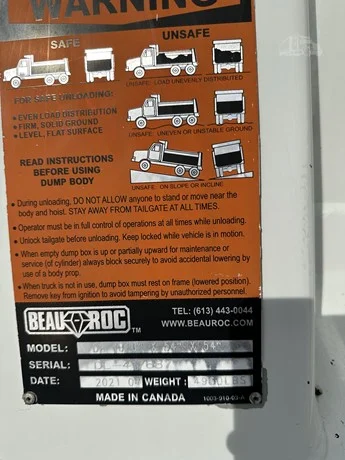 WARNING
SAFE
UNSAFE
UNSAFE: LOAD UNEVENLY DISTRIBUTED
FOR SAFE UNLOADING:
• EVEN LOAD DISTRIBUTION
• FIRM, SOLID GROUND
• LEVEL, FLAT SURFACE
UNSAFE: UNEVEN OR UNSTABLE GROUND
READ INSTRUCTIONS
BEFORE USING
DUMP BODY
UNSAFE: ON SLOPE OR INCLINE
• During unloading, DO NOT ALLOW anyone to stand or move near the
body and hoist. STAY AWAY FROM TAILGATE AT ALL TIMES.
• Operator must be in full control of operations at all times while unloading.
• Unlock tailgate before unloading. Keep locked while vehicle is in motion.
• When empty dump box is up or partially upward for maintenance or
service (of cylinder) always block securely to avoid accidental lowering by
use of a body prop.
• When truck is not in use, dump box must rest on frame (lowered position).
Remove key from ignition to avoid tampering by unauthorized personnel.
BEAU ROC TM
TEL: (613) 443-0044
WWW.BEAUROC.COM
MODEL:
SERIAL:
DATE: 2021 WEIGHT: 4900LBS
MADE IN CANADA 1003-910-03-A